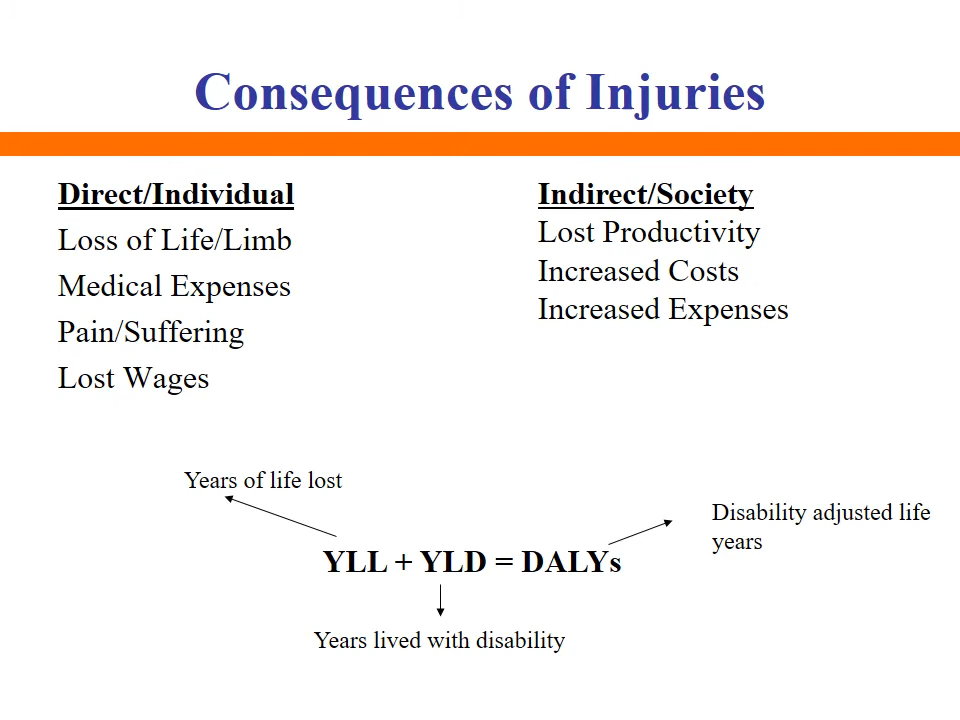 Consequences of Injuries
Direct/Individual
Loss of Life/Limb
Medical Expenses
Pain/Suffering
Lost Wages
Indirect/Society
Lost Productivity
Increased Costs
Increased Expenses
Years of life lost
Disability adjusted life
years
YLL + YLD = DALYs
Years lived with disability